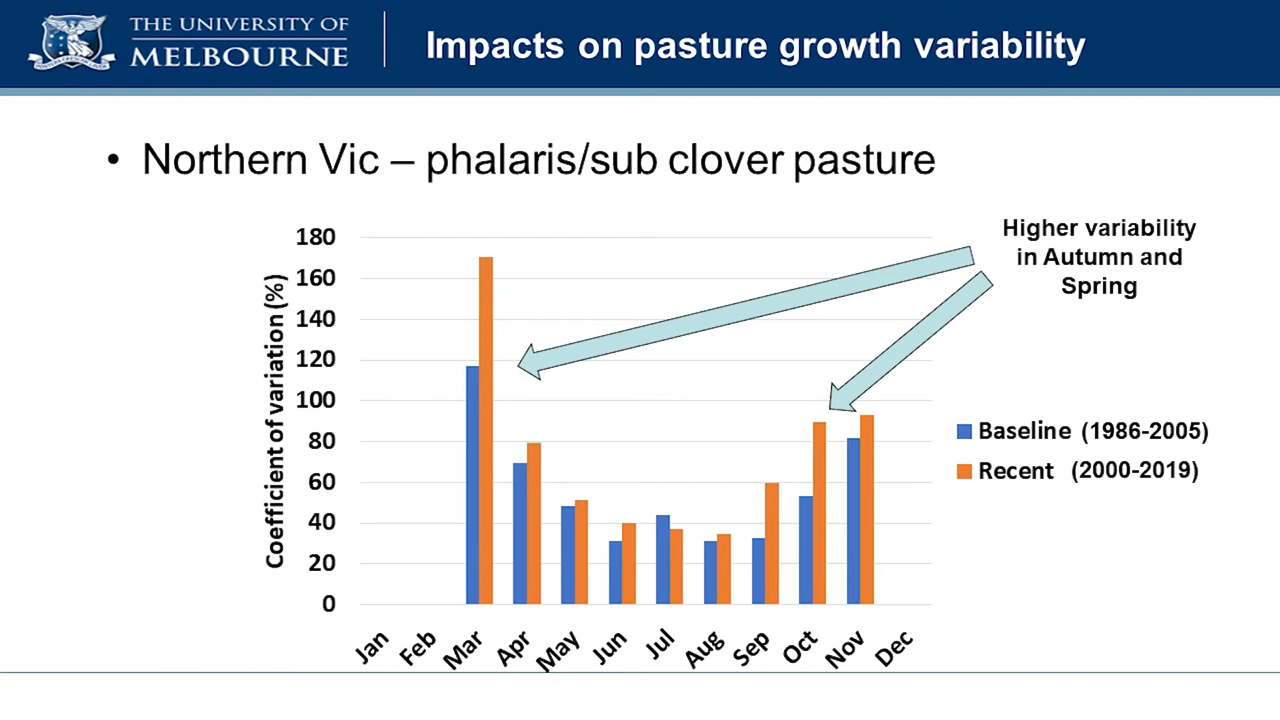 THE UNIVERSITY OF
MELBOURNE
Impacts on pasture growth variability
• Northern Vic – phalaris/sub clover pasture
Higher variability
in Autumn and
Spring
Coefficient of variation (%)
180
160
140
120
100
80
60
40
20
0
Jan Feb Mar Apr May Jun Jul Aug Sep Oct Nov Dec
Baseline (1986-2005)
Recent (2000-2019)